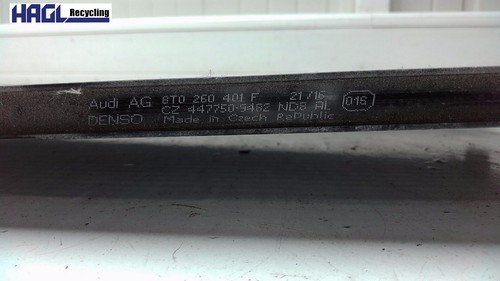 HAGL Recycling
Audi AG 8T0 260 401 F 21/16 016
DENSO CZ 447750-9482 ND8 AL
Made in Czech Republic